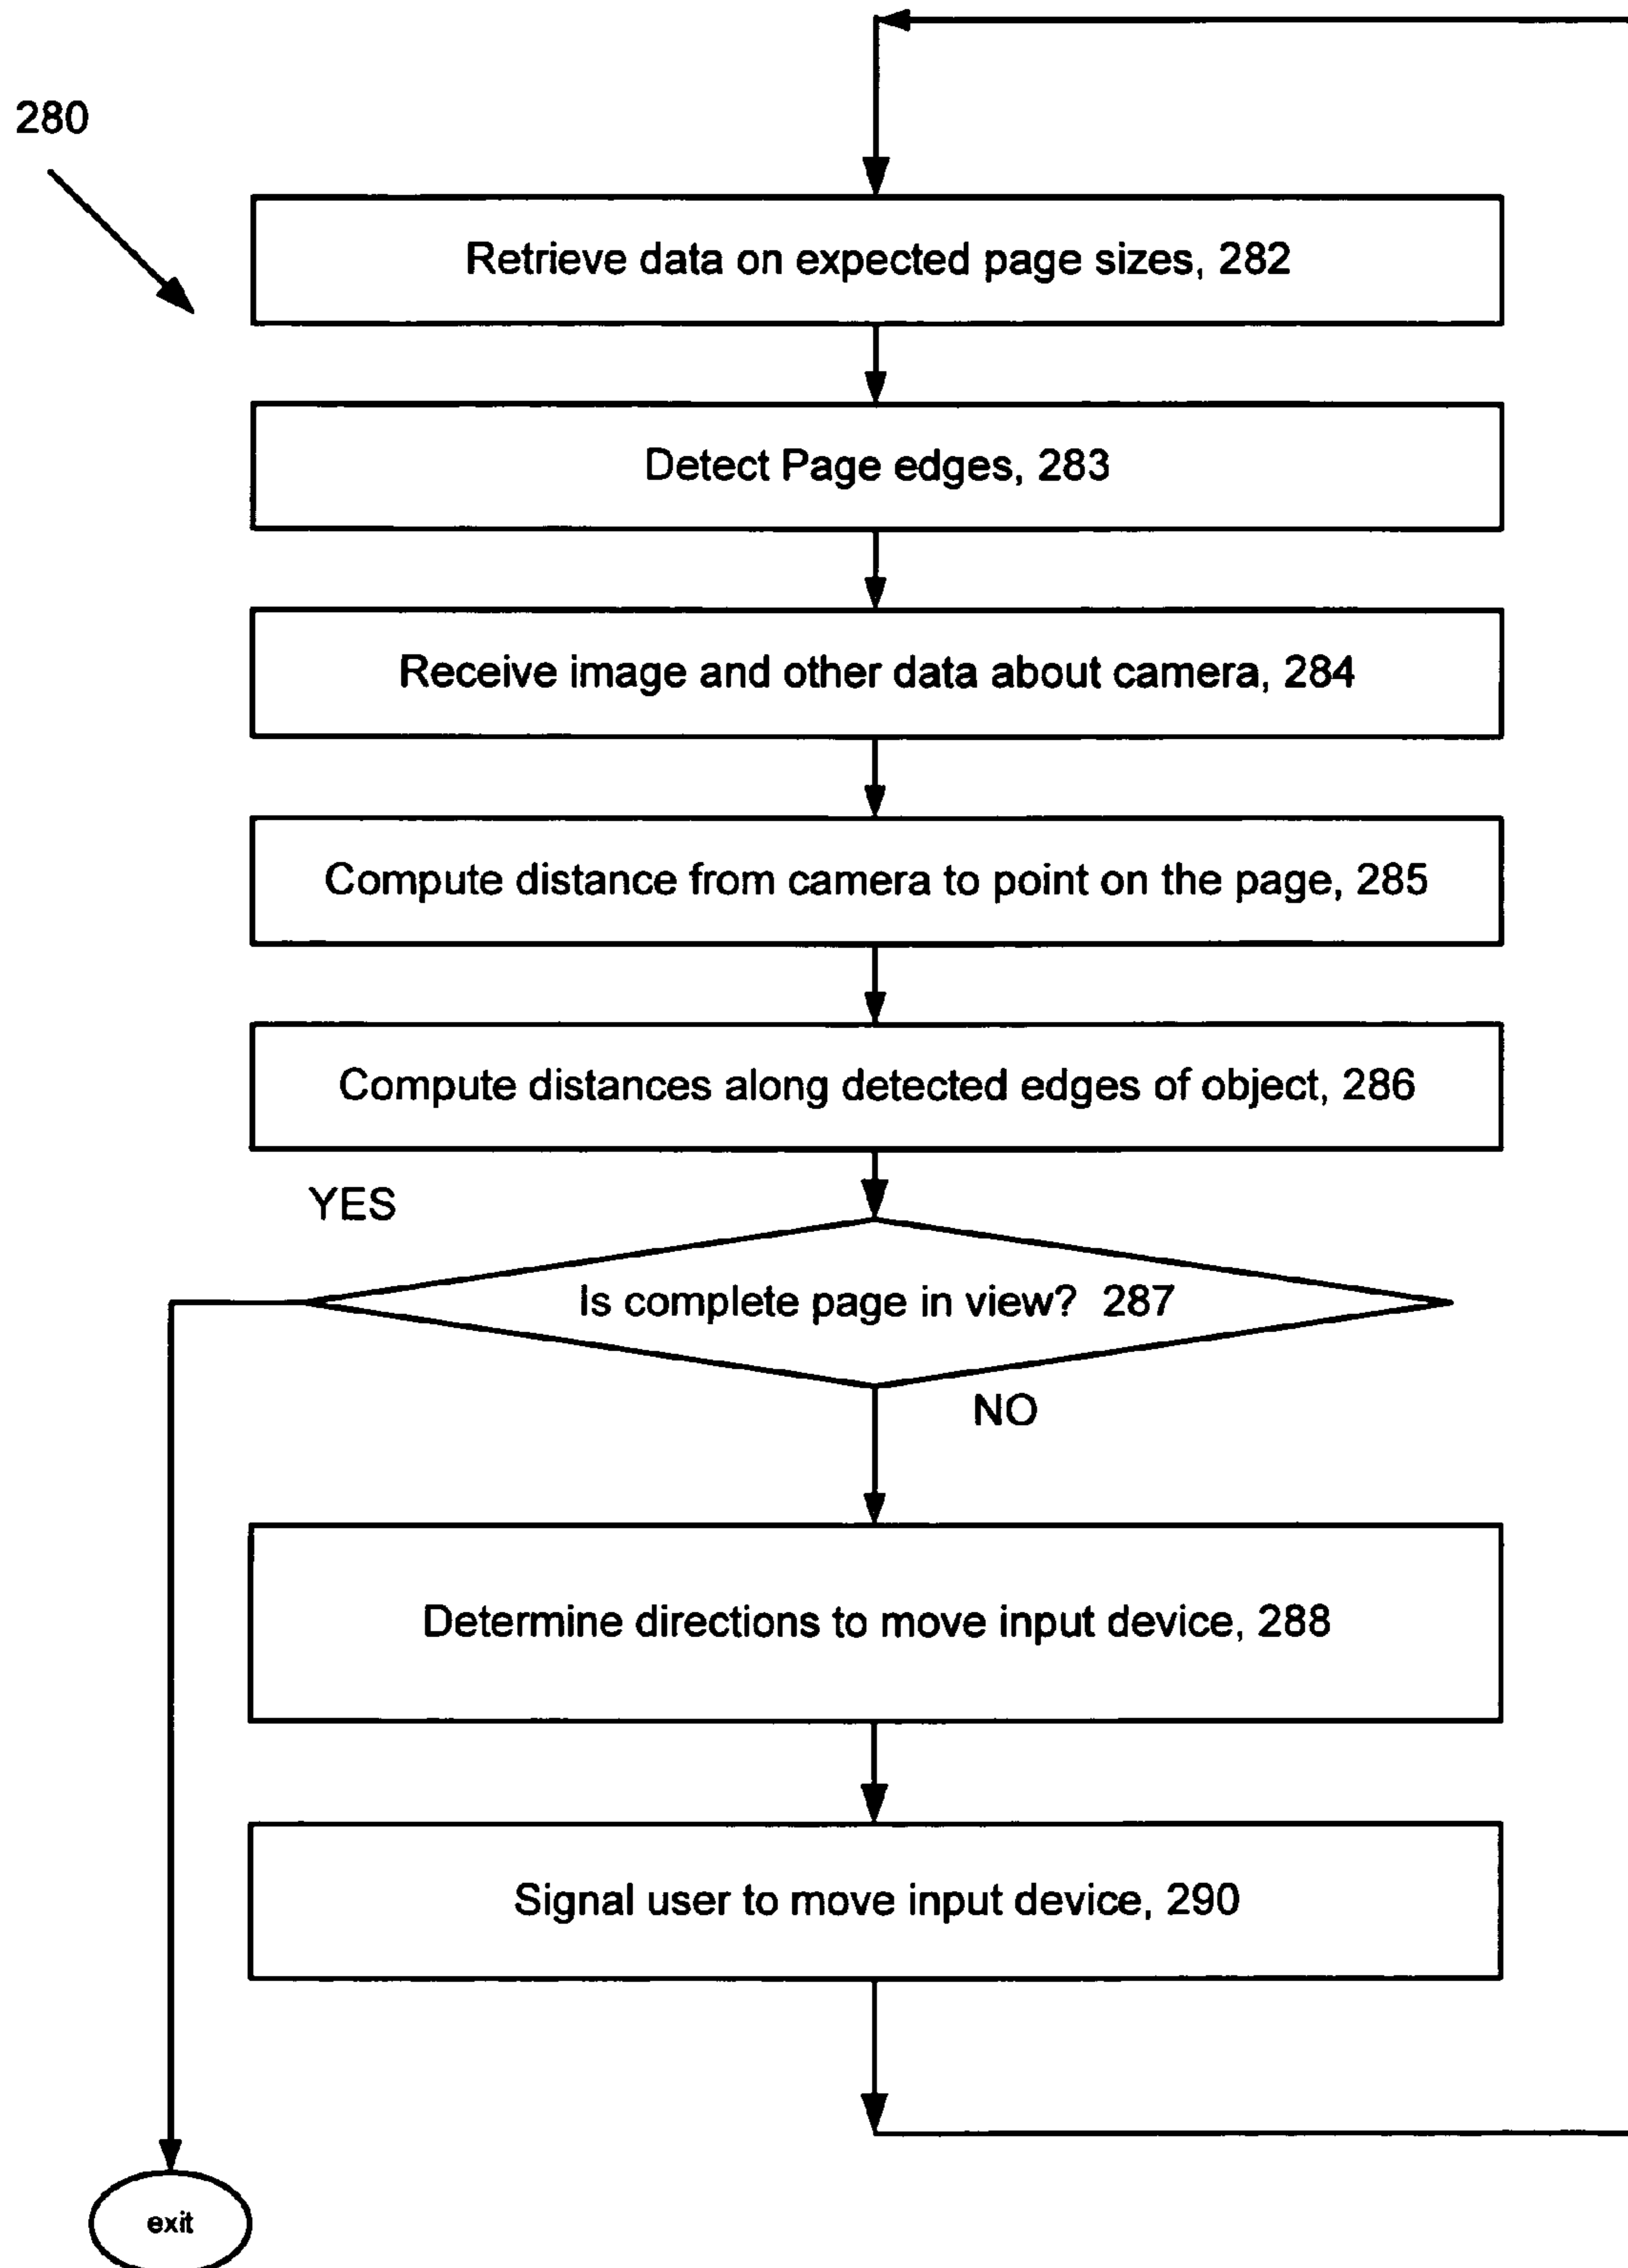 280
Retrieve data on expected page sizes, 282
Detect Page edges, 283
Receive image and other data about camera, 284
Compute distance from camera to point on the page, 285
Compute distances along detected edges of object, 286
YES
Is complete page in view? 287
NO
Determine directions to move input device, 288
Signal user to move input device, 290
exit